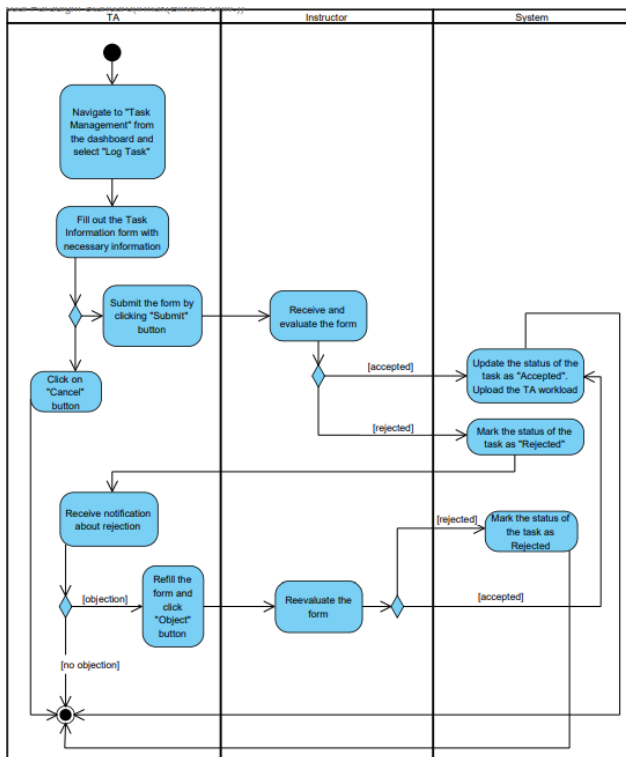 TA
Instructor
System
Navigate to "Task
Management" from
the dashboard and
select "Log Task"
Fill out the Task
Information form with
necessary information
Submit the form by
clicking "Submit"
button
Receive and
evaluate the form
[accepted]
Update the status of the
task as "Accepted".
Upload the TA workload
Click on
"Cancel"
button
[rejected]
Mark the status of the
task as "Rejected"
Receive notification
about rejection
[rejected]
Mark the status of
the task as
Rejected
[objection]
Refill the
form and
click
"Object"
button
Reevaluate the
form
[accepted]
[no objection]